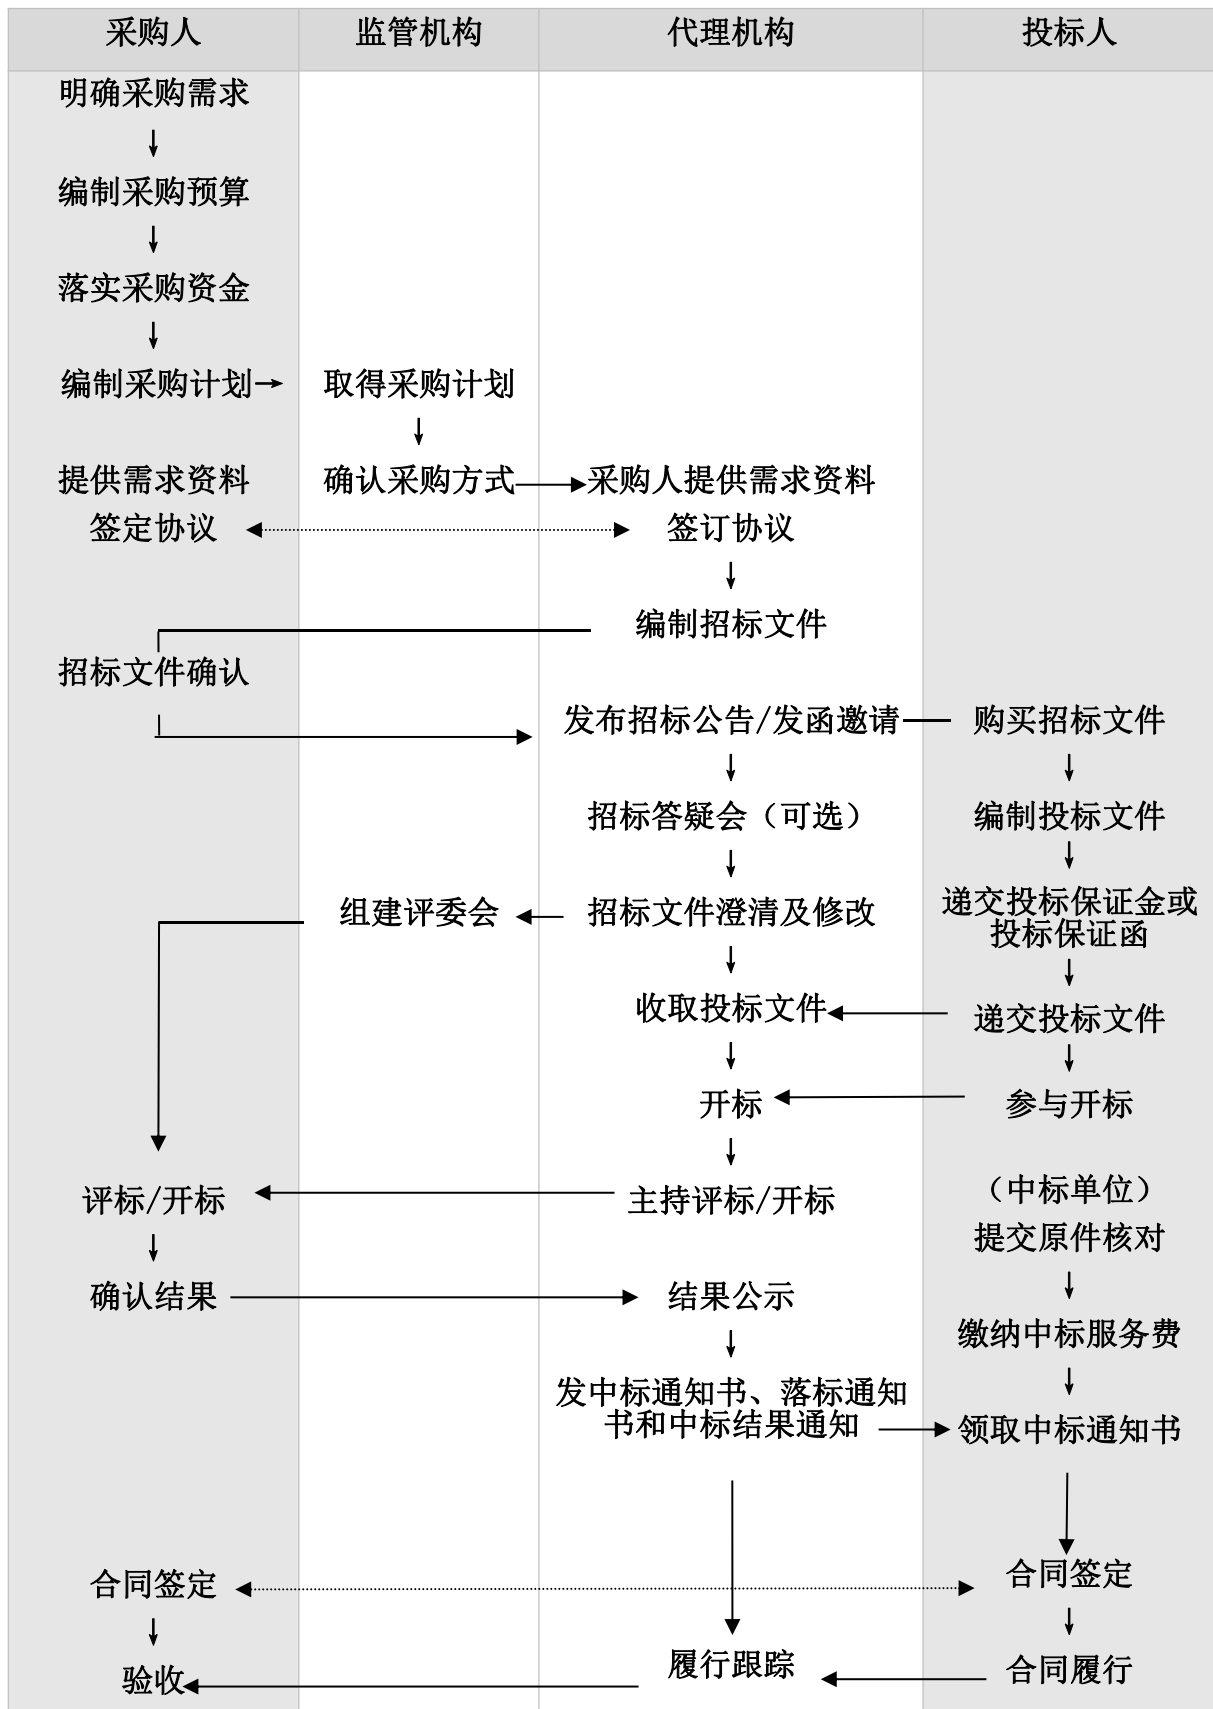 采购人 监管机构 代理机构 投标人
明确采购需求
编制采购预算
落实采购资金
编制采购计划 取得采购计划
提供需求资料 确认采购方式 采购人提供需求资料
签定协议 签订协议
编制招标文件
招标文件确认
发布招标公告/发函邀请 购买招标文件
招标答疑会（可选） 编制投标文件
组建评委会 招标文件澄清及修改 递交投标保证金或
投标保证函
收取投标文件 递交投标文件
开标 参与开标
评标/开标 主持评标/开标 （中标单位）
提交原件核对
确认结果 结果公示
缴纳中标服务费
发中标通知书、落标通知
书和中标结果通知 领取中标通知书
合同签定 合同签定
验收 履行跟踪 合同履行